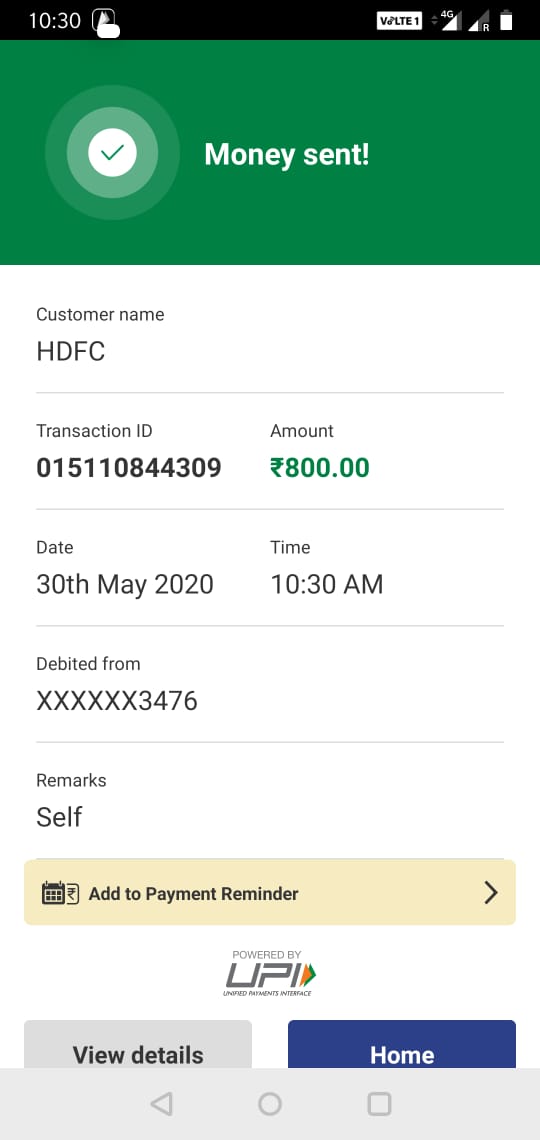 10:30 VoLTE 1 4G R
Money sent!
Customer name
HDFC
Transaction ID Amount
015110844309 ₹800.00
Date Time
30th May 2020 10:30 AM
Debited from
XXXXXX3476
Remarks
Self
Add to Payment Reminder
POWERED BY
UPI
UNIFIED PAYMENTS INTERFACE
View details Home